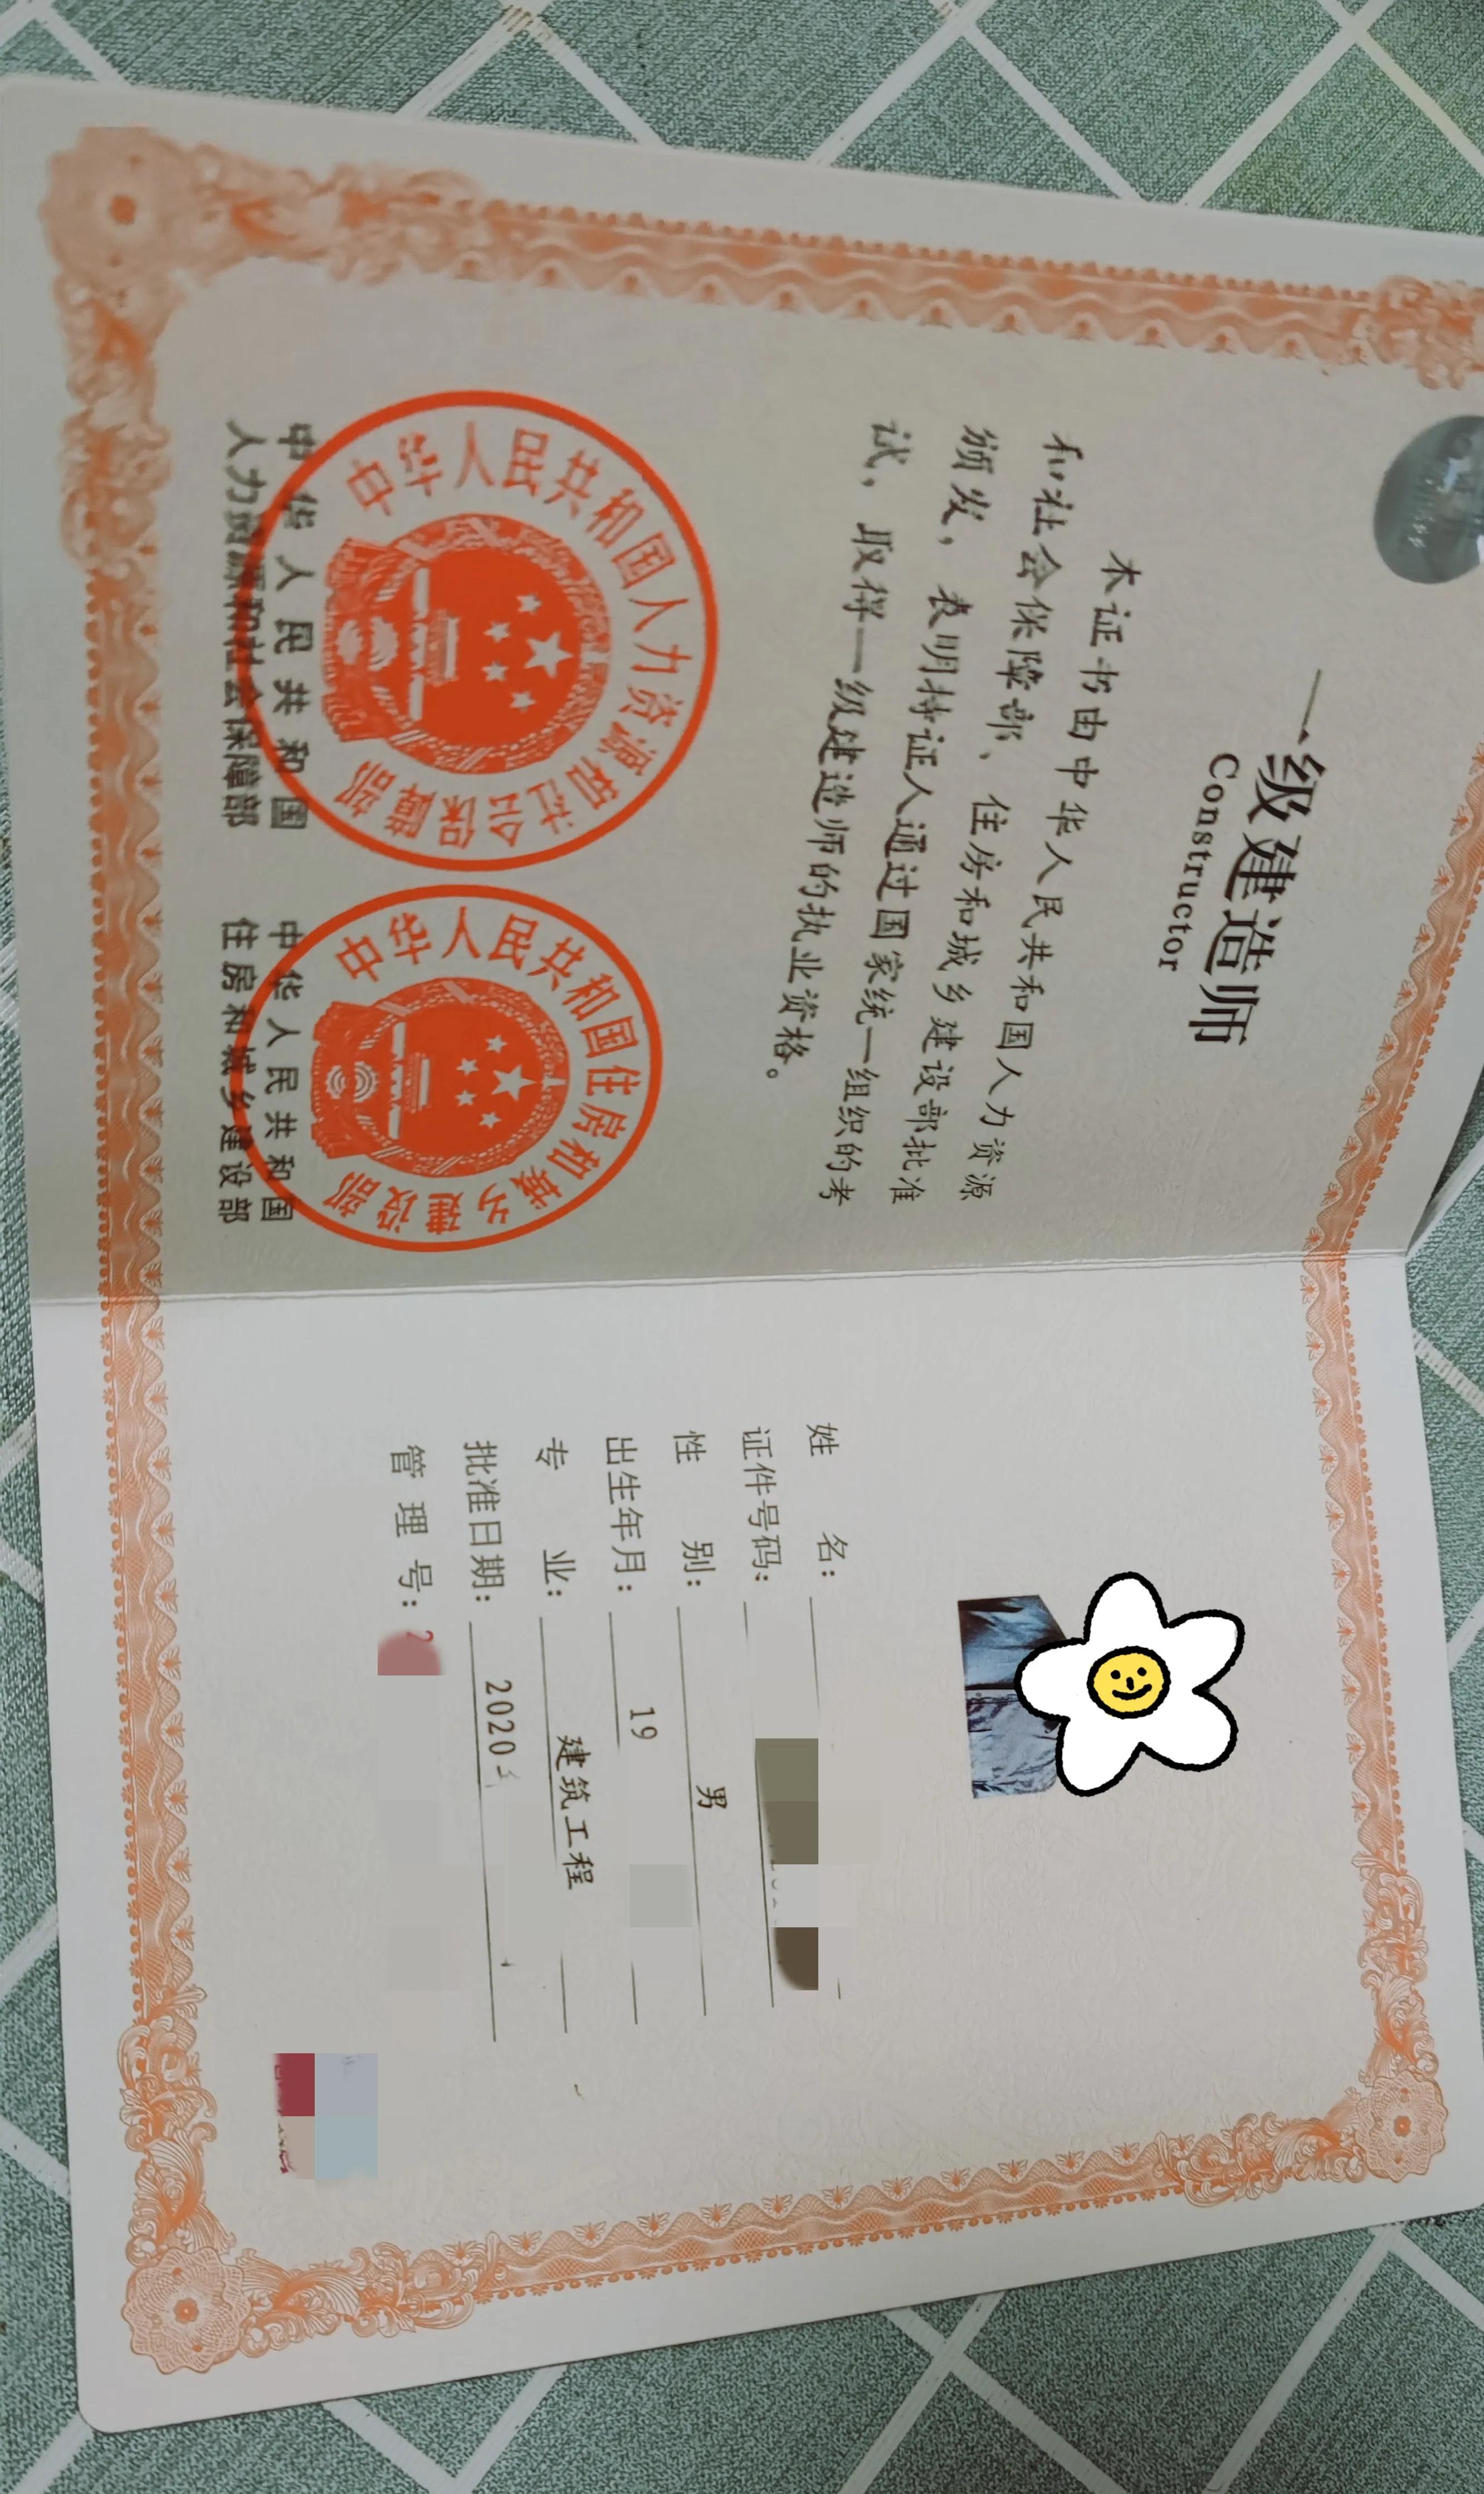 一级建造师
Constructor
本证书由中华人民共和国人力资源
和社会保障部、住房和城乡建设部批准
颁发，表明持证人通过国家统一组织的考
试，取得一级建造师的执业资格。
中华人民共和国人力资源和社会保障部
中华人民共和国
人力资源和社会保障部
中华人民共和国住房和城乡建设部
中华人民共和国
住房和城乡建设部
姓名：
证件号码：
性别：男
出生年月：19
专业：建筑工程
批准日期：2020
管理号：2